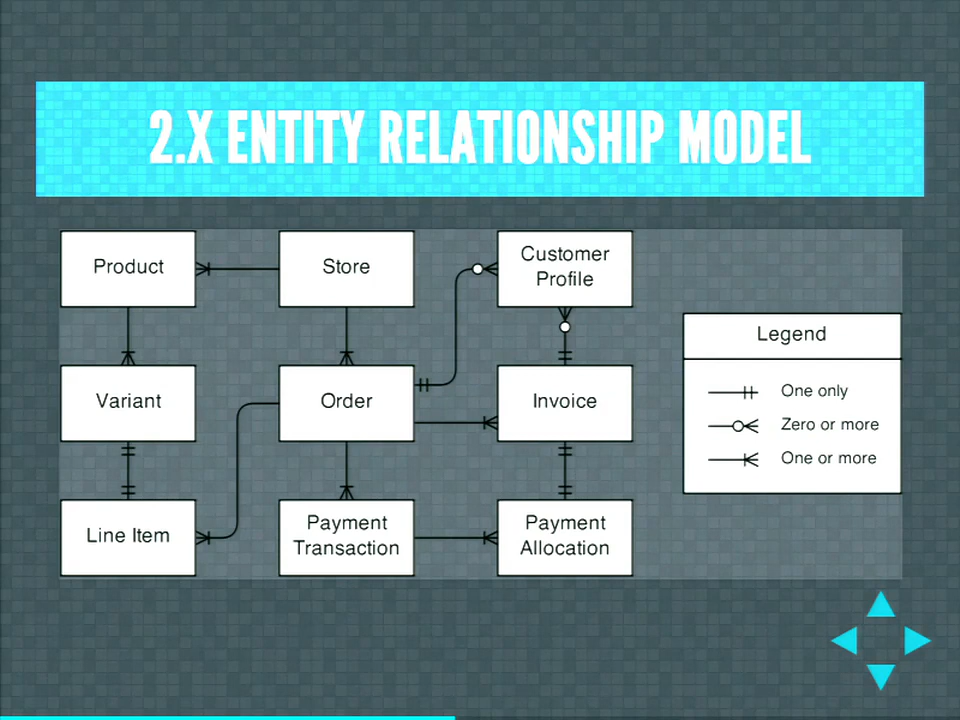 2.X ENTITY RELATIONSHIP MODEL
Product
Store
Customer
Profile
Variant
Order
Invoice
Line Item
Payment
Transaction
Payment
Allocation
Legend
One only
Zero or more
One or more